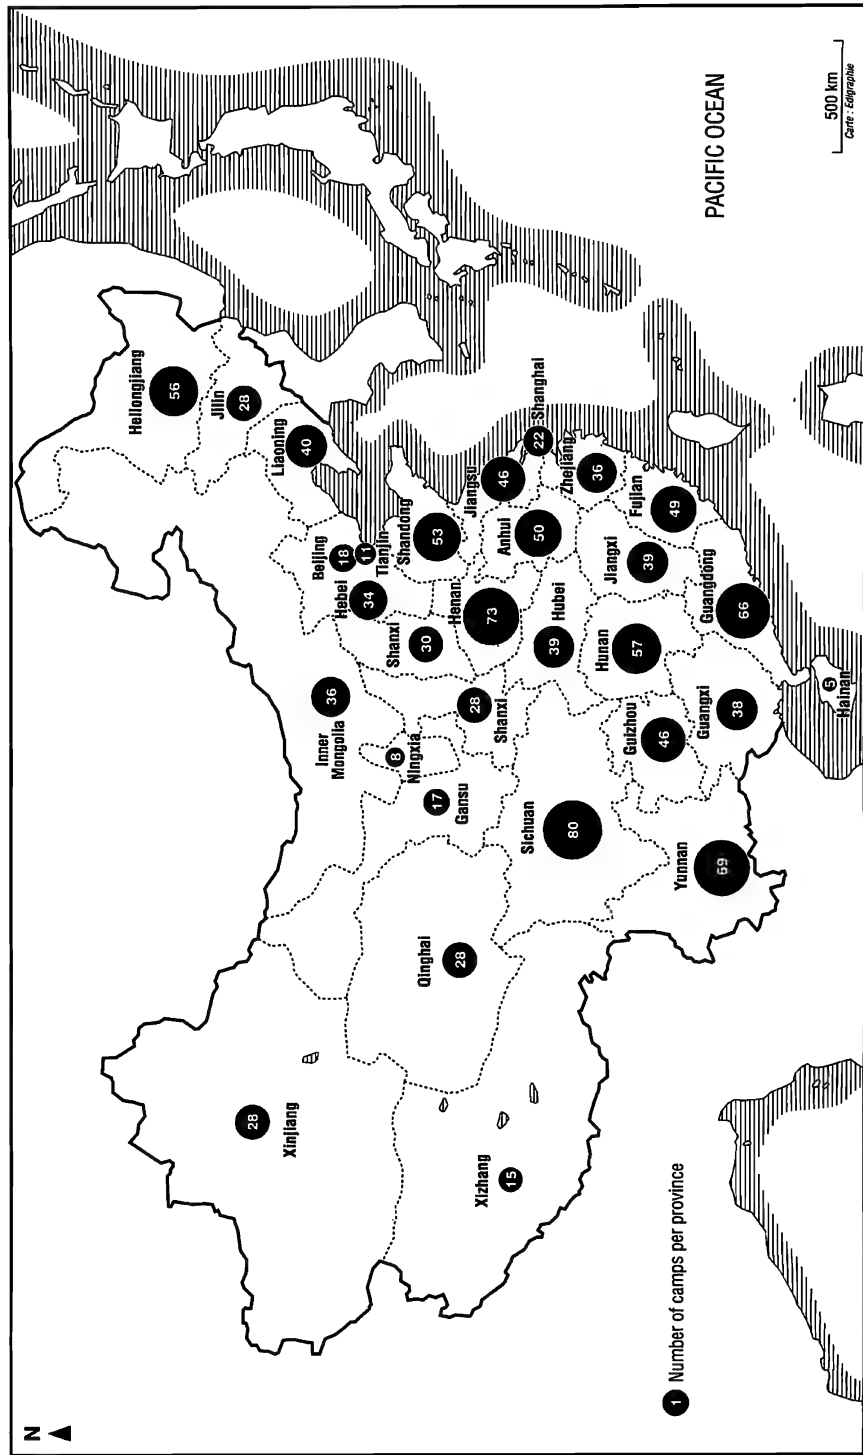 N
Heilongjiang
56
Jilin
28
Liaoning
40
Xinjiang
28
Inner
Mongolia
36
Beijing
18
11
Tianjin
Hebei
34
Ningxia
8
Shanxi
30
Shandong
53
Gansu
17
Qinghai
28
Shanxi
28
Henan
73
Jiangsu
46
Xizhang
15
Anhui
50
22
Shanghai
Sichuan
80
Hubei
39
Zhejiang
36
Hunan
57
Jiangxi
39
Fujian
49
Guizhou
46
Yunnan
69
Guangxi
38
Guangdong
66
5
Hainan
PACIFIC OCEAN
1 Number of camps per province
500 km
Carte : Edigraphie